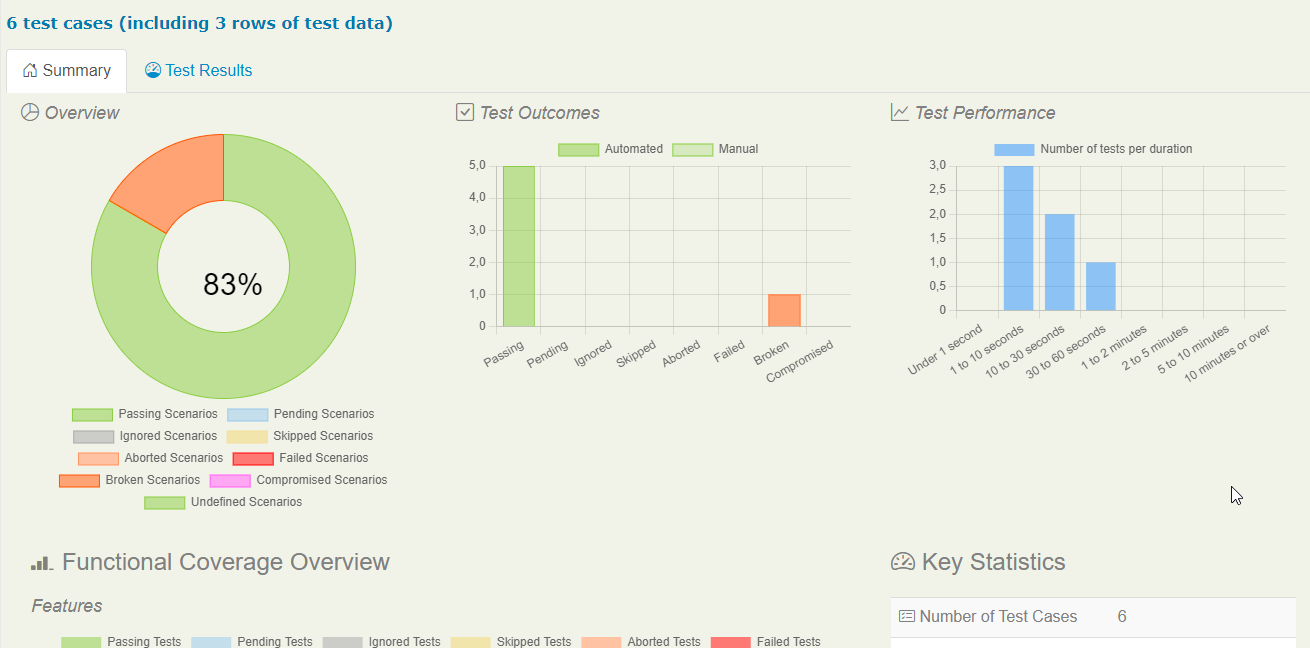 6 test cases (including 3 rows of test data)
Summary Test Results
Overview
83%
Passing Scenarios Pending Scenarios
Ignored Scenarios Skipped Scenarios
Aborted Scenarios Failed Scenarios
Broken Scenarios Compromised Scenarios
Undefined Scenarios
Test Outcomes
Automated Manual
5,0
4,0
3,0
2,0
1,0
0
Passing Pending Ignored Skipped Aborted Failed Broken Compromised
Test Performance
Number of tests per duration
3,0
2,5
2,0
1,5
1,0
0,5
0
Under 1 second 1 to 10 seconds 10 to 30 seconds 30 to 60 seconds 1 to 2 minutes 2 to 5 minutes 5 to 10 minutes 10 minutes or over
Functional Coverage Overview
Features
Passing Tests Pending Tests Ignored Tests Skipped Tests Aborted Tests Failed Tests
Key Statistics
Number of Test Cases 6